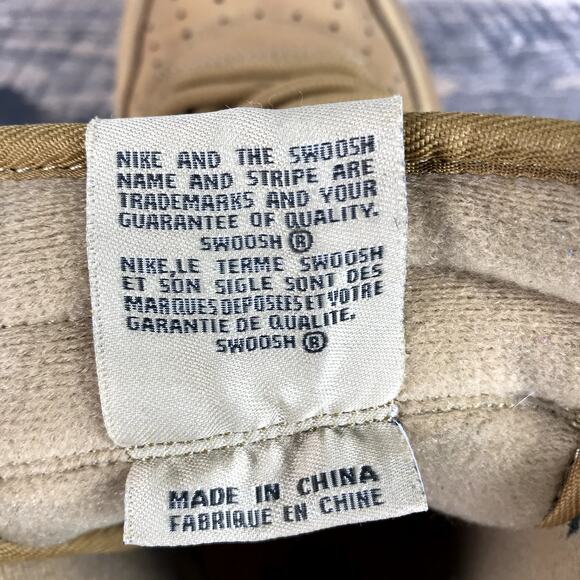 NIKE AND THE SWOOSH
NAME AND STRIPE ARE
TRADEMARKS AND YOUR
GUARANTEE OF QUALITY.
SWOOSH ®
NIKE,LE TERME SWOOSH
ET SON SIGLE SONT DES
MARQUES DEPOSEES ET VOTRE
GARANTIE DE QUALITE.
SWOOSH ®
MADE IN CHINA
FABRIQUE EN CHINE